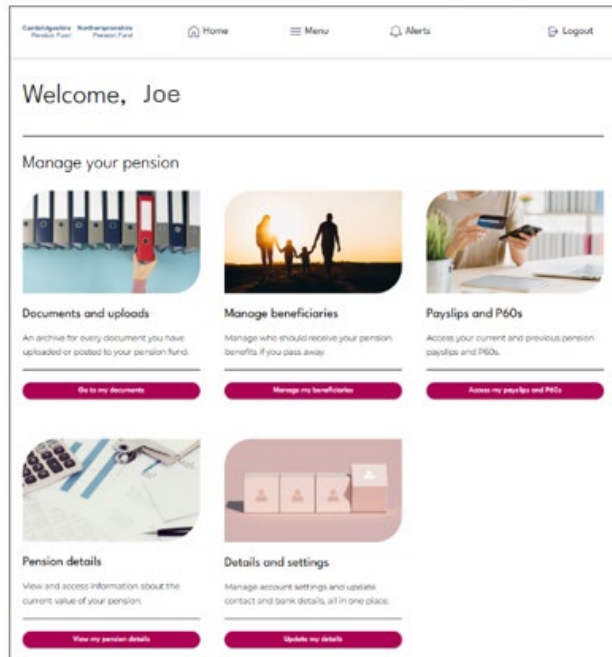 Cambridgeshire Northamptonshire
Pension Fund Pension Fund
Home
Menu
Alerts
Logout
Welcome, Joe
Manage your pension
Documents and uploads
An archive for every document you have
uploaded or posted to your pension fund.
Go to my documents
Manage beneficiaries
Manage who should receive your pension
benefits if you pass away.
Manage my beneficiaries
Payslips and P60s
Access your current and previous pension
payslips and P60s.
Access my payslips and P60s
Pension details
View and access information about the
current value of your pension.
View my pension details
Details and settings
Manage account settings and update
contact and bank details, all in one place.
Update my details